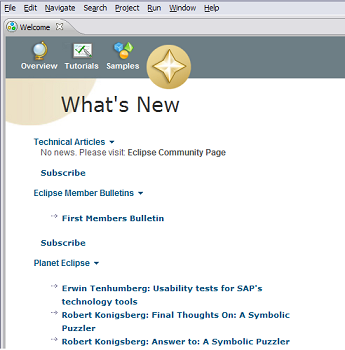 File Edit Navigate Search Project Run Window Help
Welcome
Overview Tutorials Samples
What's New
Technical Articles
No news. Please visit: Eclipse Community Page
Subscribe
Eclipse Member Bulletins
First Members Bulletin
Subscribe
Planet Eclipse
Erwin Tenhumberg: Usability tests for SAP's
technology tools
Robert Konigsberg: Final Thoughts On: A Symbolic
Puzzler
Robert Konigsberg: Answer to: A Symbolic Puzzler